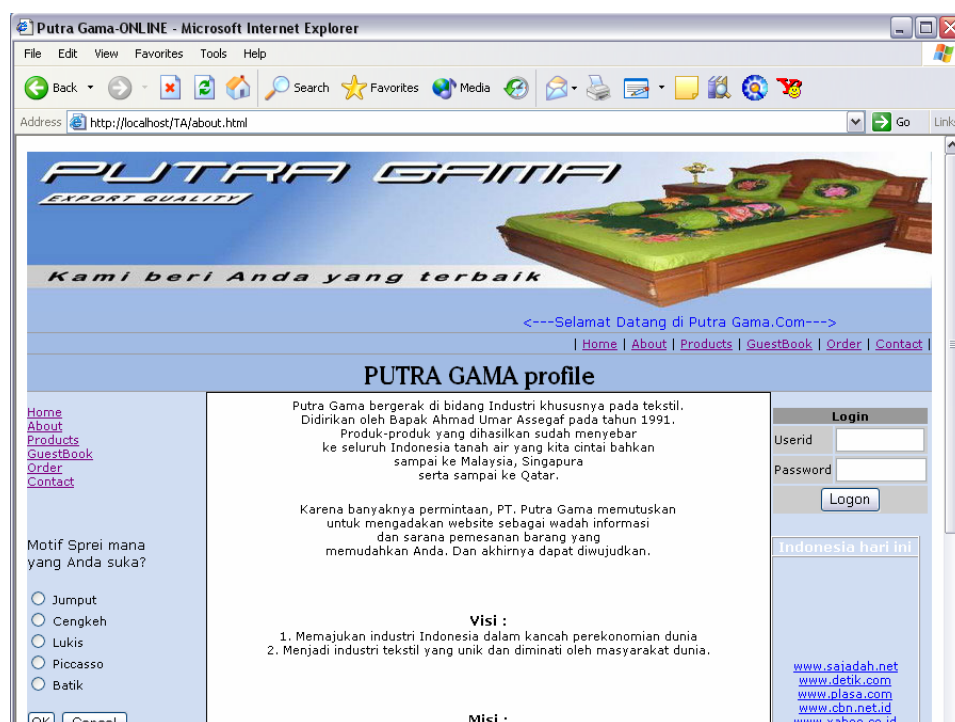 Putra Gama-ONLINE - Microsoft Internet Explorer
File Edit View Favorites Tools Help
Back Search Favorites Media
Address http://localhost/TA/about.html Go Links
PUTRA GAMA
EXPORT QUALITY
Kami beri Anda yang terbaik
<---Selamat Datang di Putra Gama.Com--->
| Home | About | Products | GuestBook | Order | Contact |
PUTRA GAMA profile
Home
About
Products
GuestBook
Order
Contact
Motif Sprei mana
yang Anda suka?
Jumput
Cengkeh
Lukis
Piccasso
Batik
OK Cancel
Putra Gama bergerak di bidang Industri khususnya pada tekstil.
Didirikan oleh Bapak Ahmad Umar Assegaf pada tahun 1991.
Produk-produk yang dihasilkan sudah menyebar
ke seluruh Indonesia tanah air yang kita cintai bahkan
sampai ke Malaysia, Singapura
serta sampai ke Qatar.
Karena banyaknya permintaan, PT. Putra Gama memutuskan
untuk mengadakan website sebagai wadah informasi
dan sarana pemesanan barang yang
memudahkan Anda. Dan akhirnya dapat diwujudkan.
Visi :
1. Memajukan industri Indonesia dalam kancah perekonomian dunia
2. Menjadi industri tekstil yang unik dan diminati oleh masyarakat dunia.
Misi :
Login
Userid
Password
Logon
Indonesia hari ini
www.sajadah.net
www.detik.com
www.plasa.com
www.cbn.net.id
www.yahoo.co.id